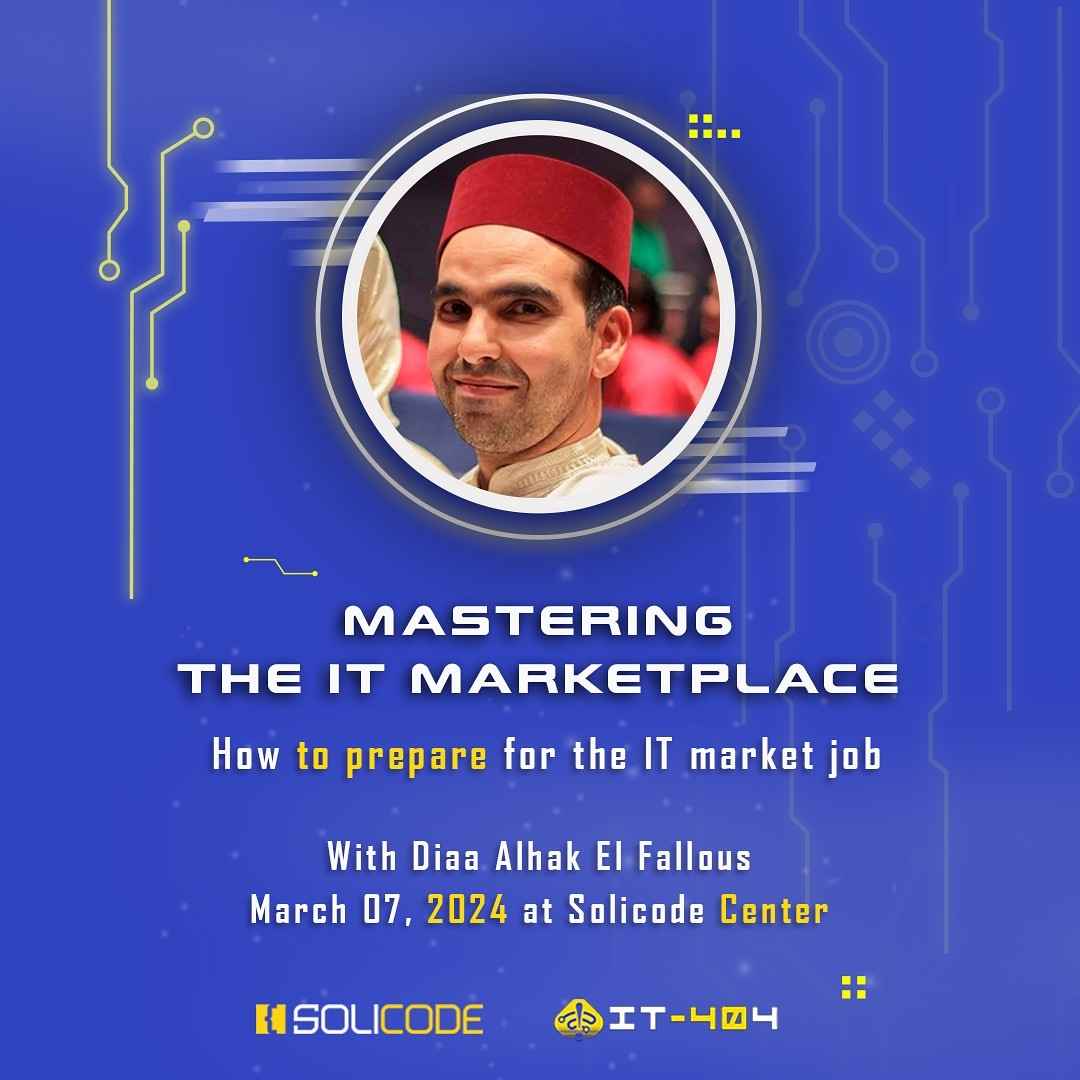 MASTERING
THE IT MARKETPLACE
How to prepare for the IT market job
With Diaa Alhak El Fallous
March 07, 2024 at Solicode Center
SOLICODE
IT-404